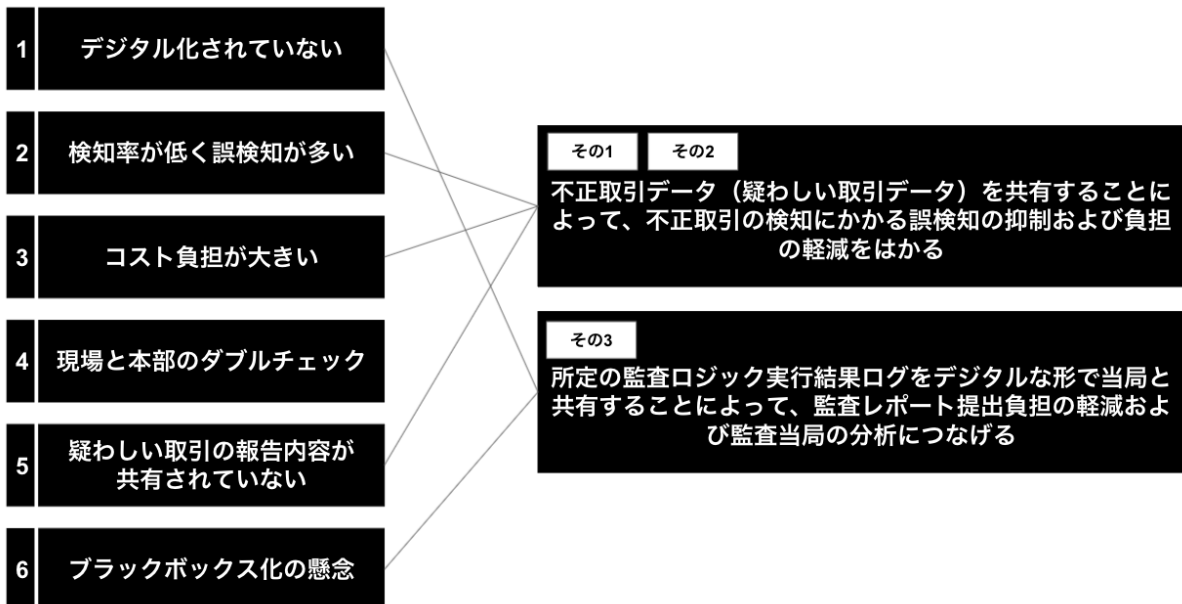 1
デジタル化されていない
2
検知率が低く誤検知が多い
3
コスト負担が大きい
4
現場と本部のダブルチェック
5
疑わしい取引の報告内容が
共有されていない
6
ブラックボックス化の懸念
その1
その2
不正取引データ（疑わしい取引データ）を共有することに
よって、不正取引の検知にかかる誤検知の抑制および負担
の軽減をはかる
その3
所定の監査ロジック実行結果ログをデジタルな形で当局と
共有することによって、監査レポート提出負担の軽減およ
び監査当局の分析につなげる